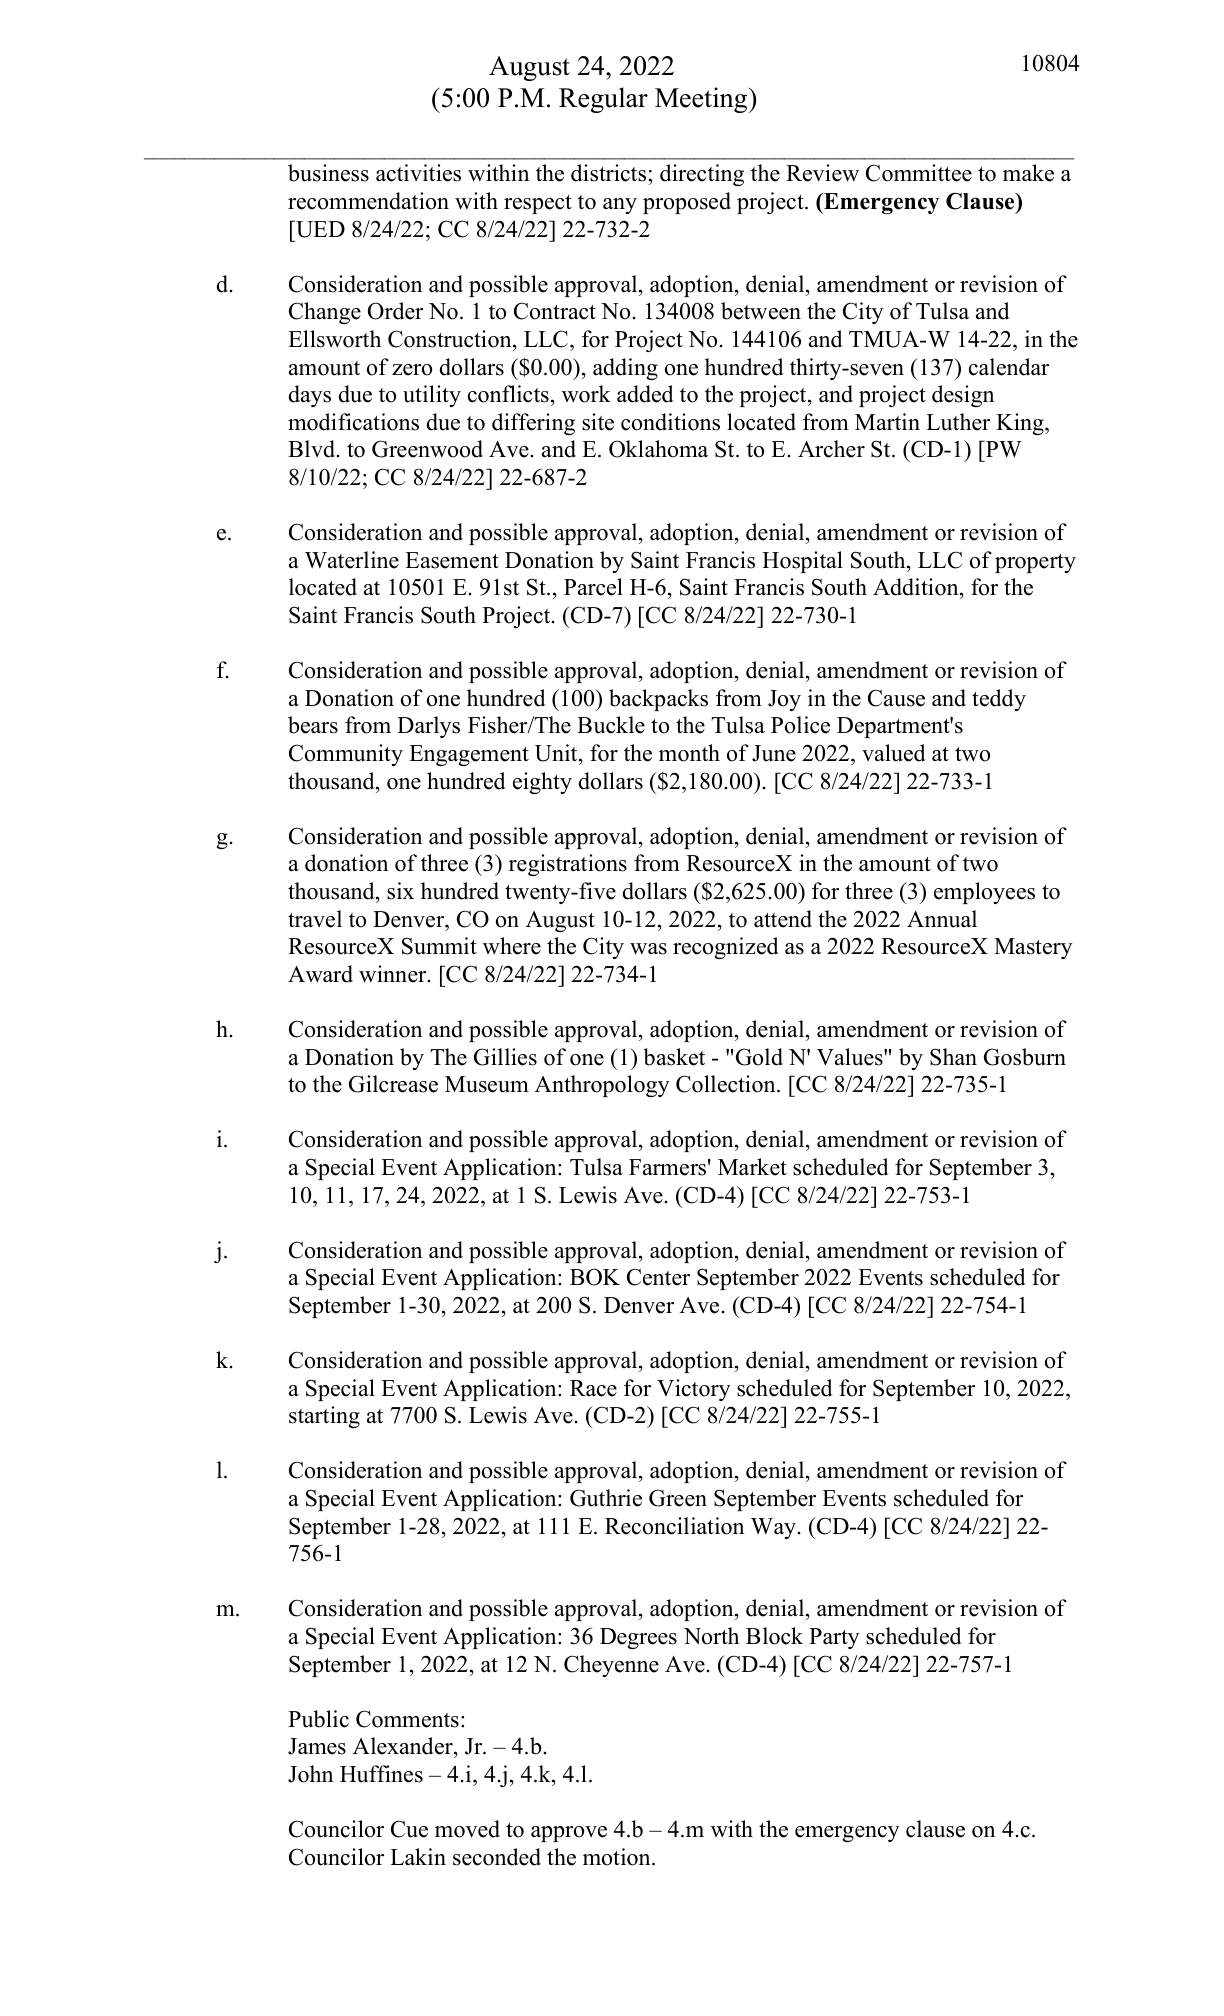 August 24, 2022
10804
(5:00 P.M. Regular Meeting)
business activities within the districts; directing the Review Committee to make a
recommendation with respect to any proposed project. (Emergency Clause)
[UED 8/24/22; CC 8/24/22] 22-732-2
d. Consideration and possible approval, adoption, denial, amendment or revision of
Change Order No. 1 to Contract No. 134008 between the City of Tulsa and
Ellsworth Construction, LLC, for Project No. 144106 and TMUA-W 14-22, in the
amount of zero dollars ($0.00), adding one hundred thirty-seven (137) calendar
days due to utility conflicts, work added to the project, and project design
modifications due to differing site conditions located from Martin Luther King,
Blvd. to Greenwood Ave. and E. Oklahoma St. to E. Archer St. (CD-1) [PW
8/10/22; CC 8/24/22] 22-687-2
e. Consideration and possible approval, adoption, denial, amendment or revision of
a Waterline Easement Donation by Saint Francis Hospital South, LLC of property
located at 10501 E. 91st St., Parcel H-6, Saint Francis South Addition, for the
Saint Francis South Project. (CD-7) [CC 8/24/22] 22-730-1
f. Consideration and possible approval, adoption, denial, amendment or revision of
a Donation of one hundred (100) backpacks from Joy in the Cause and teddy
bears from Darlys Fisher/The Buckle to the Tulsa Police Department's
Community Engagement Unit, for the month of June 2022, valued at two
thousand, one hundred eighty dollars ($2,180.00). [CC 8/24/22] 22-733-1
g. Consideration and possible approval, adoption, denial, amendment or revision of
a donation of three (3) registrations from ResourceX in the amount of two
thousand, six hundred twenty-five dollars ($2,625.00) for three (3) employees to
travel to Denver, CO on August 10-12, 2022, to attend the 2022 Annual
ResourceX Summit where the City was recognized as a 2022 ResourceX Mastery
Award winner. [CC 8/24/22] 22-734-1
h. Consideration and possible approval, adoption, denial, amendment or revision of
a Donation by The Gillies of one (1) basket - "Gold N' Values" by Shan Gosburn
to the Gilcrease Museum Anthropology Collection. [CC 8/24/22] 22-735-1
i. Consideration and possible approval, adoption, denial, amendment or revision of
a Special Event Application: Tulsa Farmers' Market scheduled for September 3,
10, 11, 17, 24, 2022, at 1 S. Lewis Ave. (CD-4) [CC 8/24/22] 22-753-1
j. Consideration and possible approval, adoption, denial, amendment or revision of
a Special Event Application: BOK Center September 2022 Events scheduled for
September 1-30, 2022, at 200 S. Denver Ave. (CD-4) [CC 8/24/22] 22-754-1
k. Consideration and possible approval, adoption, denial, amendment or revision of
a Special Event Application: Race for Victory scheduled for September 10, 2022,
starting at 7700 S. Lewis Ave. (CD-2) [CC 8/24/22] 22-755-1
l. Consideration and possible approval, adoption, denial, amendment or revision of
a Special Event Application: Guthrie Green September Events scheduled for
September 1-28, 2022, at 111 E. Reconciliation Way. (CD-4) [CC 8/24/22] 22-
756-1
m. Consideration and possible approval, adoption, denial, amendment or revision of
a Special Event Application: 36 Degrees North Block Party scheduled for
September 1, 2022, at 12 N. Cheyenne Ave. (CD-4) [CC 8/24/22] 22-757-1
Public Comments:
James Alexander, Jr. – 4.b.
John Huffines – 4.i, 4.j, 4.k, 4.l.
Councilor Cue moved to approve 4.b – 4.m with the emergency clause on 4.c.
Councilor Lakin seconded the motion.